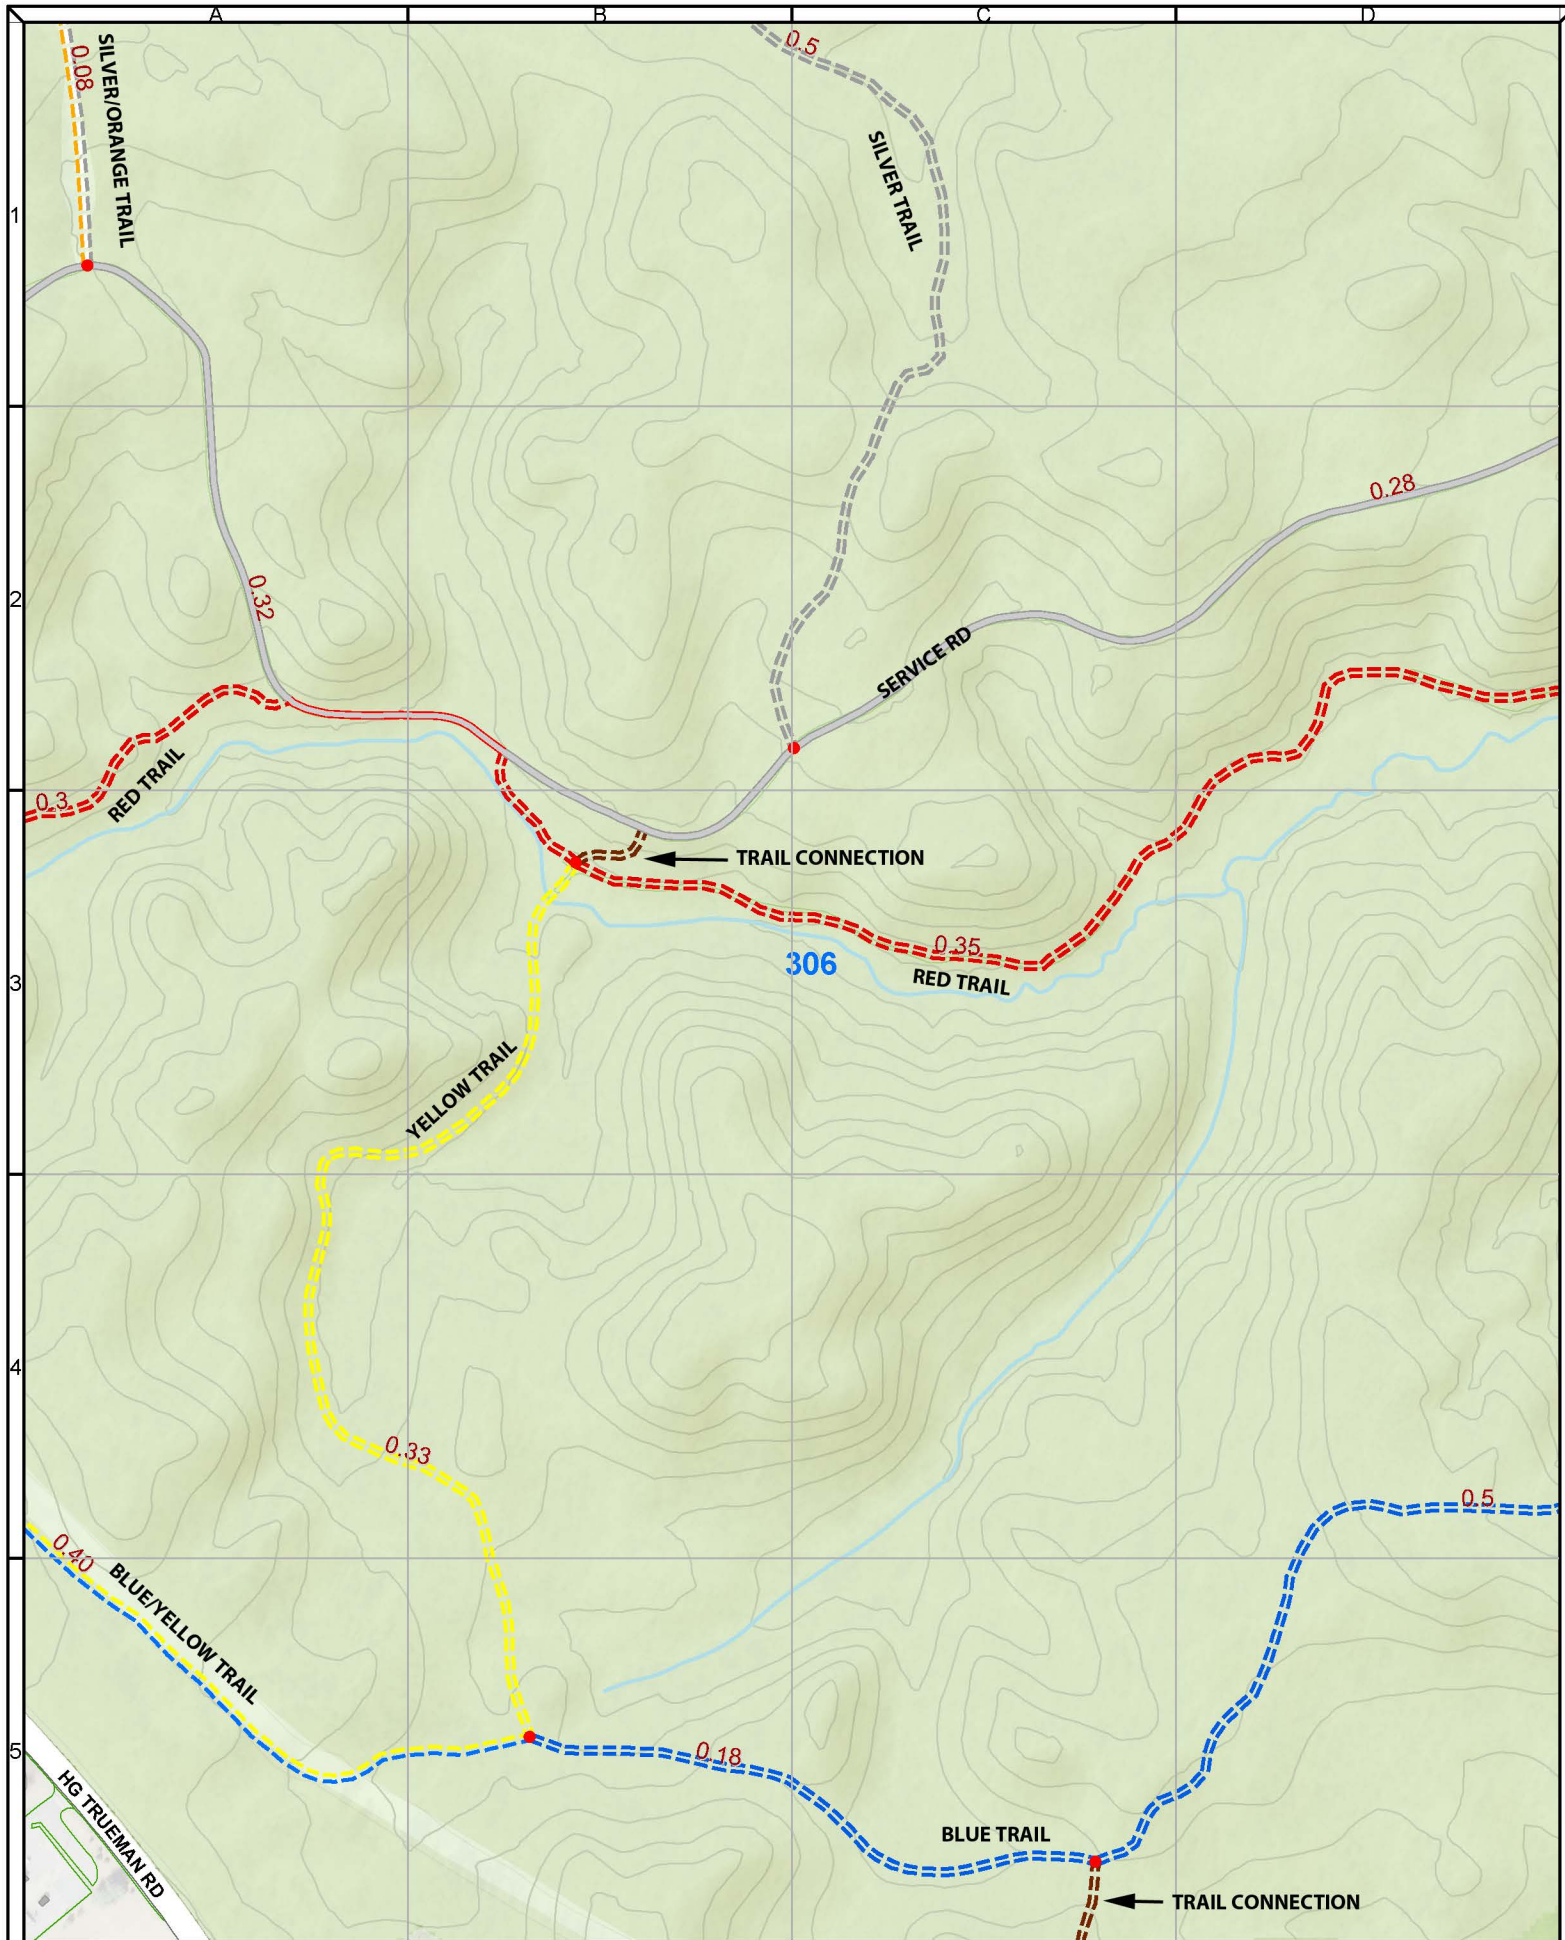 A
B
C
D
0.08
SILVER/ORANGE TRAIL
0.5
SILVER TRAIL
1
0.28
2
0.32
SERVICE RD
RED TRAIL
0.3
TRAIL CONNECTION
0.35
306
RED TRAIL
3
YELLOW TRAIL
4
0.33
0.5
0.40
BLUE/YELLOW TRAIL
5
0.18
HG TRUEMAN RD
BLUE TRAIL
TRAIL CONNECTION